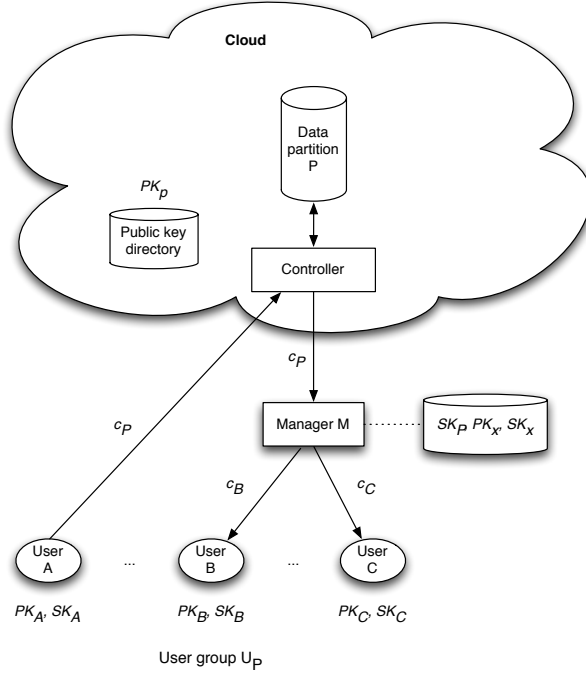 Cloud
Data
partition
P
PK_p
Public key
directory
Controller
c_P
c_P
Manager M
SK_P, PK_x, SK_x
c_B
c_C
User
A
...
User
B
...
User
C
PK_A, SK_A
PK_B, SK_B
PK_C, SK_C
User group U_P